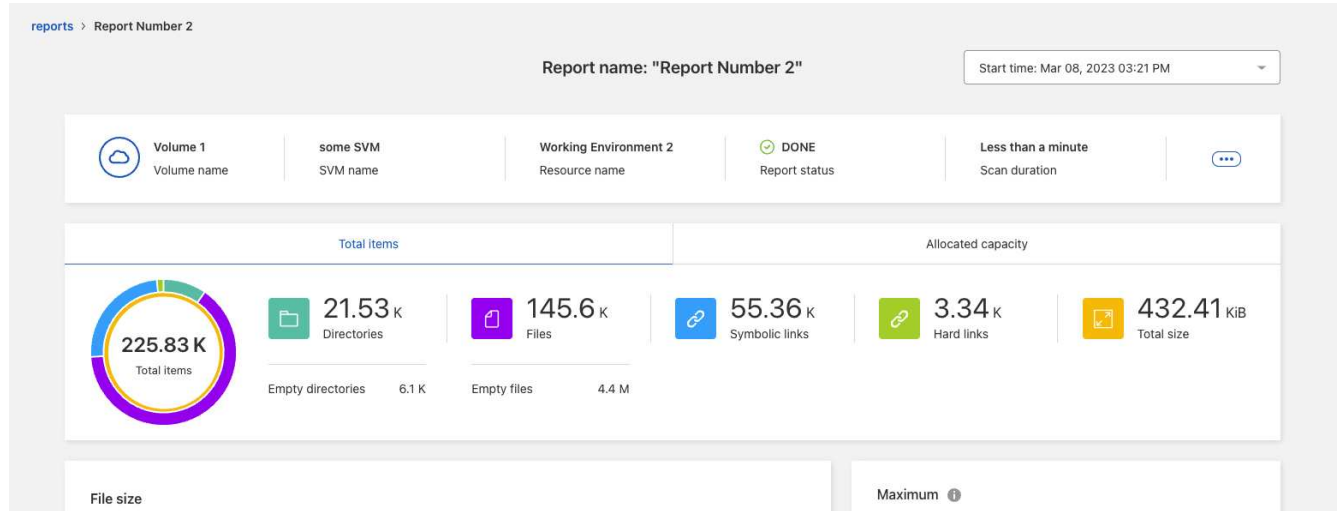 reports > Report Number 2
Report name: "Report Number 2"
Start time: Mar 08, 2023 03:21 PM
Volume 1
Volume name
some SVM
SVM name
Working Environment 2
Resource name
DONE
Report status
Less than a minute
Scan duration
Total items
Allocated capacity
225.83 K
Total items
21.53 K
Directories
Empty directories 6.1 K
145.6 K
Files
Empty files 4.4 M
55.36 K
Symbolic links
3.34 K
Hard links
432.41 KiB
Total size
File size
Maximum